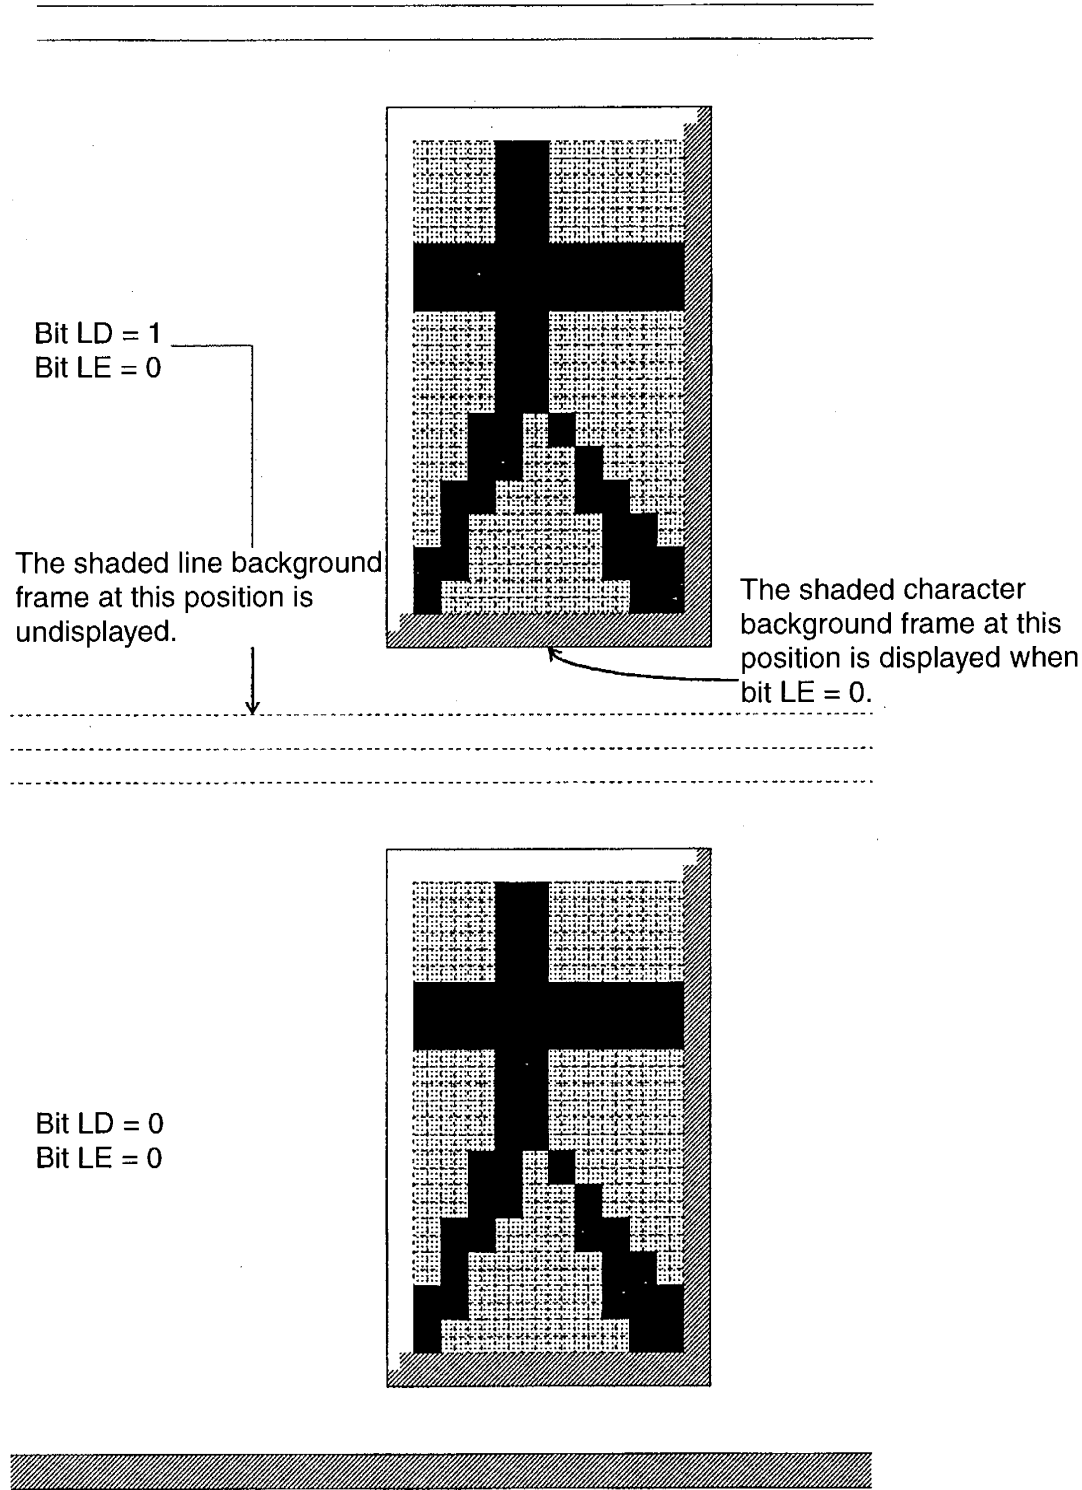 Bit LD = 1
Bit LE = 0
The shaded line background
frame at this position is
undisplayed.
The shaded character
background frame at this
position is displayed when
bit LE = 0.
Bit LD = 0
Bit LE = 0